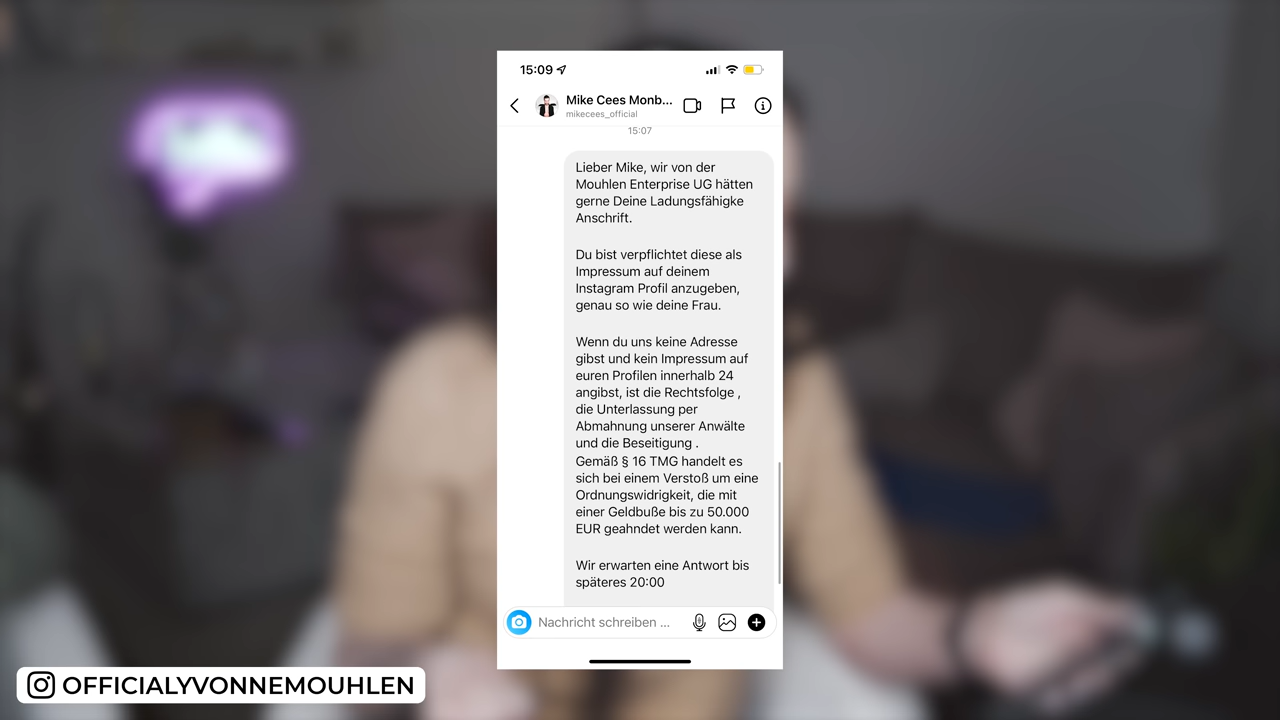 15:09
Mike Cees Monb...
mikecees_official
15:07
Lieber Mike, wir von der
Mouhlen Enterprise UG hätten
gerne Deine Ladungsfähigke
Anschrift.
Du bist verpflichtet diese als
Impressum auf deinem
Instagram Profil anzugeben,
genau so wie deine Frau.
Wenn du uns keine Adresse
gibst und kein Impressum auf
euren Profilen innerhalb 24
angibst, ist die Rechtsfolge ,
die Unterlassung per
Abmahnung unserer Anwälte
und die Beseitigung .
Gemäß § 16 TMG handelt es
sich bei einem Verstoß um eine
Ordnungswidrigkeit, die mit
einer Geldbuße bis zu 50.000
EUR geahndet werden kann.
Wir erwarten eine Antwort bis
späteres 20:00
Nachricht schreiben ...
OFFICIALYVONNEMOUHLEN